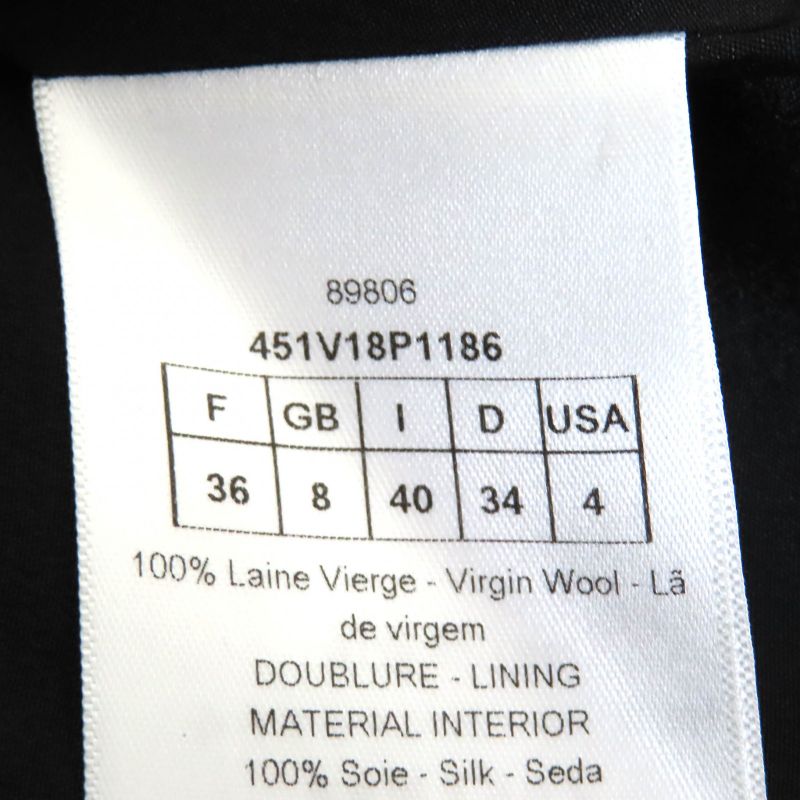 89806
451V18P1186
F GB I D USA
36 8 40 34 4
100% Laine Vierge - Virgin Wool - Lã
de virgem
DOUBLURE - LINING
MATERIAL INTERIOR
100% Soie - Silk - Seda